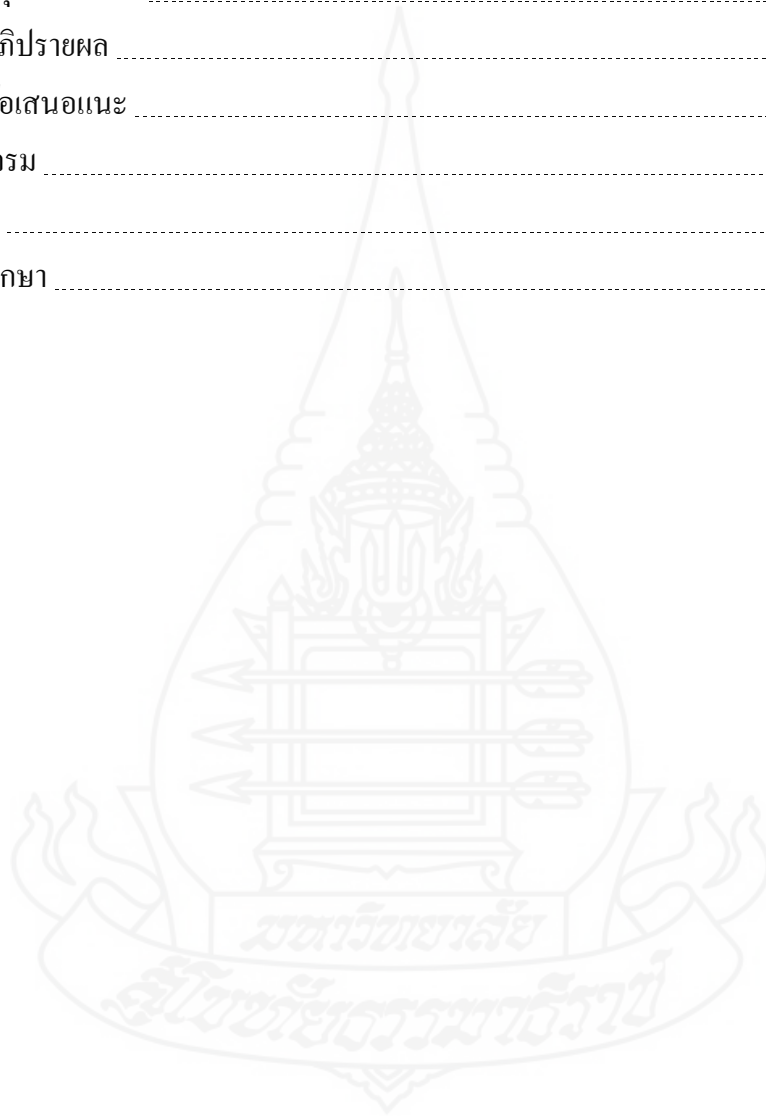 ภิปรายผล
อเสนอแนะ
รม
กษา
มหาวิทยาลัย
สุโขทัยธรรมาธิราช